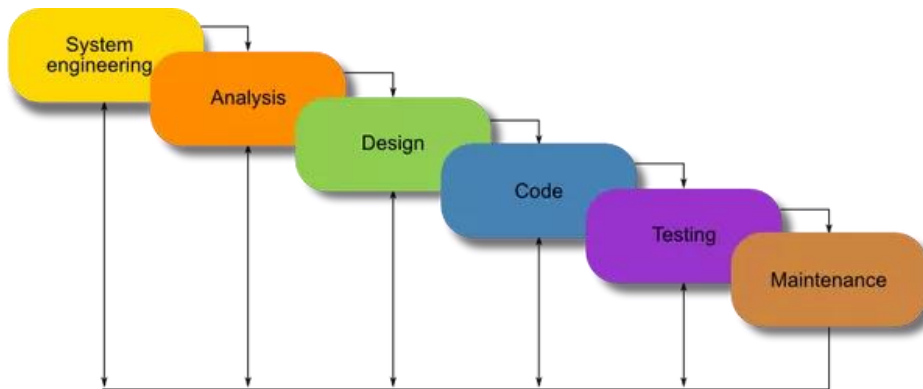 System
engineering
Analysis
Design
Code
Testing
Maintenance